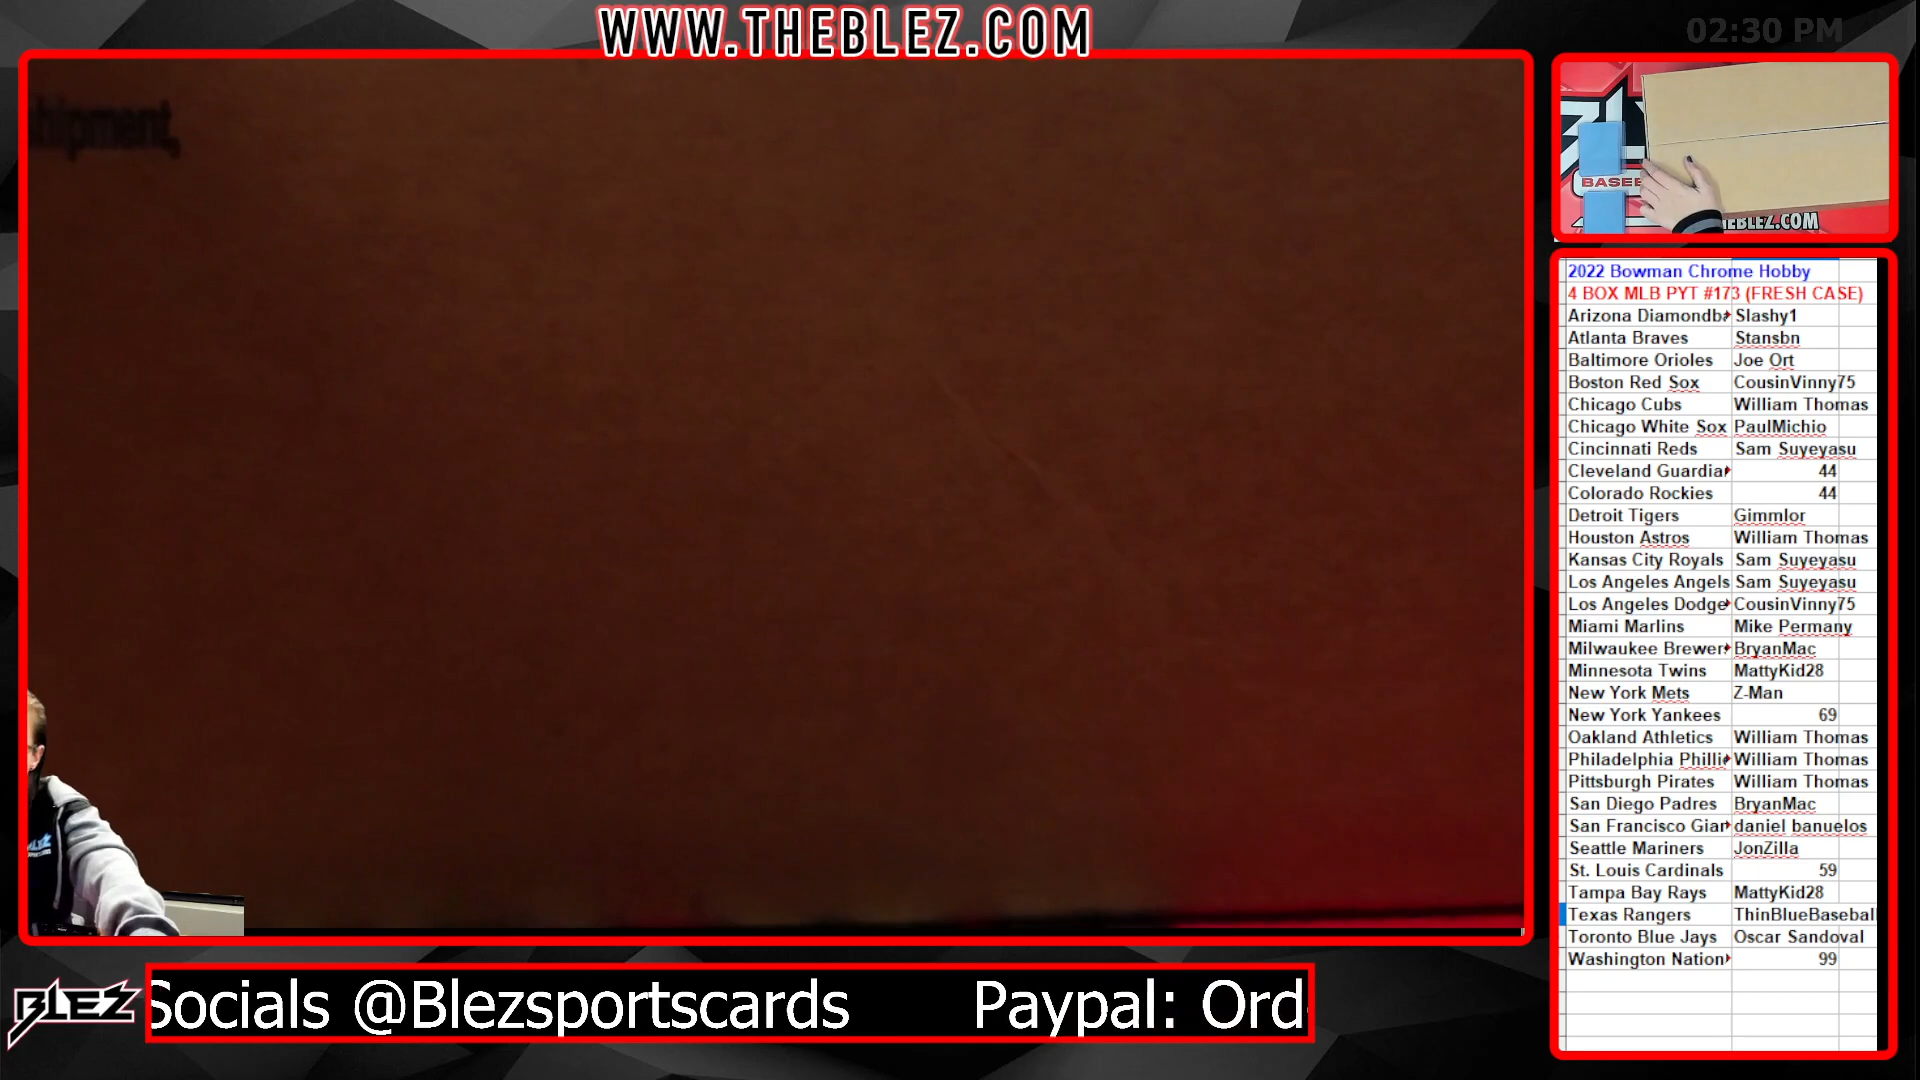 WWW.THEBLEZ.COM
02:30 PM
shipment,
BASEB
THEBLEZ.COM
2022 Bowman Chrome Hobby
4 BOX MLB PYT #173 (FRESH CASE)
Arizona Diamondba Slashy1
Atlanta Braves Stansbn
Baltimore Orioles Joe Ort
Boston Red Sox CousinVinny75
Chicago Cubs William Thomas
Chicago White Sox PaulMichio
Cincinnati Reds Sam Suyeyasu
Cleveland Guardia 44
Colorado Rockies 44
Detroit Tigers Gimmlor
Houston Astros William Thomas
Kansas City Royals Sam Suyeyasu
Los Angeles Angels Sam Suyeyasu
Los Angeles Dodge CousinVinny75
Miami Marlins Mike Permany
Milwaukee Brewers BryanMac
Minnesota Twins MattyKid28
New York Mets Z-Man
New York Yankees 69
Oakland Athletics William Thomas
Philadelphia Phillie William Thomas
Pittsburgh Pirates William Thomas
San Diego Padres BryanMac
San Francisco Gian daniel banuelos
Seattle Mariners JonZilla
St. Louis Cardinals 59
Tampa Bay Rays MattyKid28
Texas Rangers ThinBlueBaseball
Toronto Blue Jays Oscar Sandoval
Washington Nation 99
BLEZ
Socials @Blezsportscards Paypal: Ord